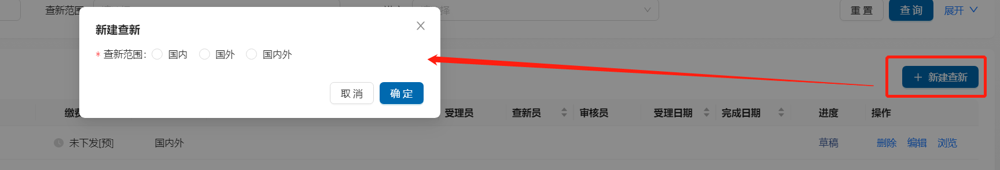 查新范围
择
重 置
查 询
展开
新建查新
* 查新范围:
国内
国外
国内外
取 消
确 定
新建查新
缴费
受理员
查新员
审核员
受理日期
完成日期
进度
操作
未下发[预]
国内外
草稿
删除
编辑
浏览